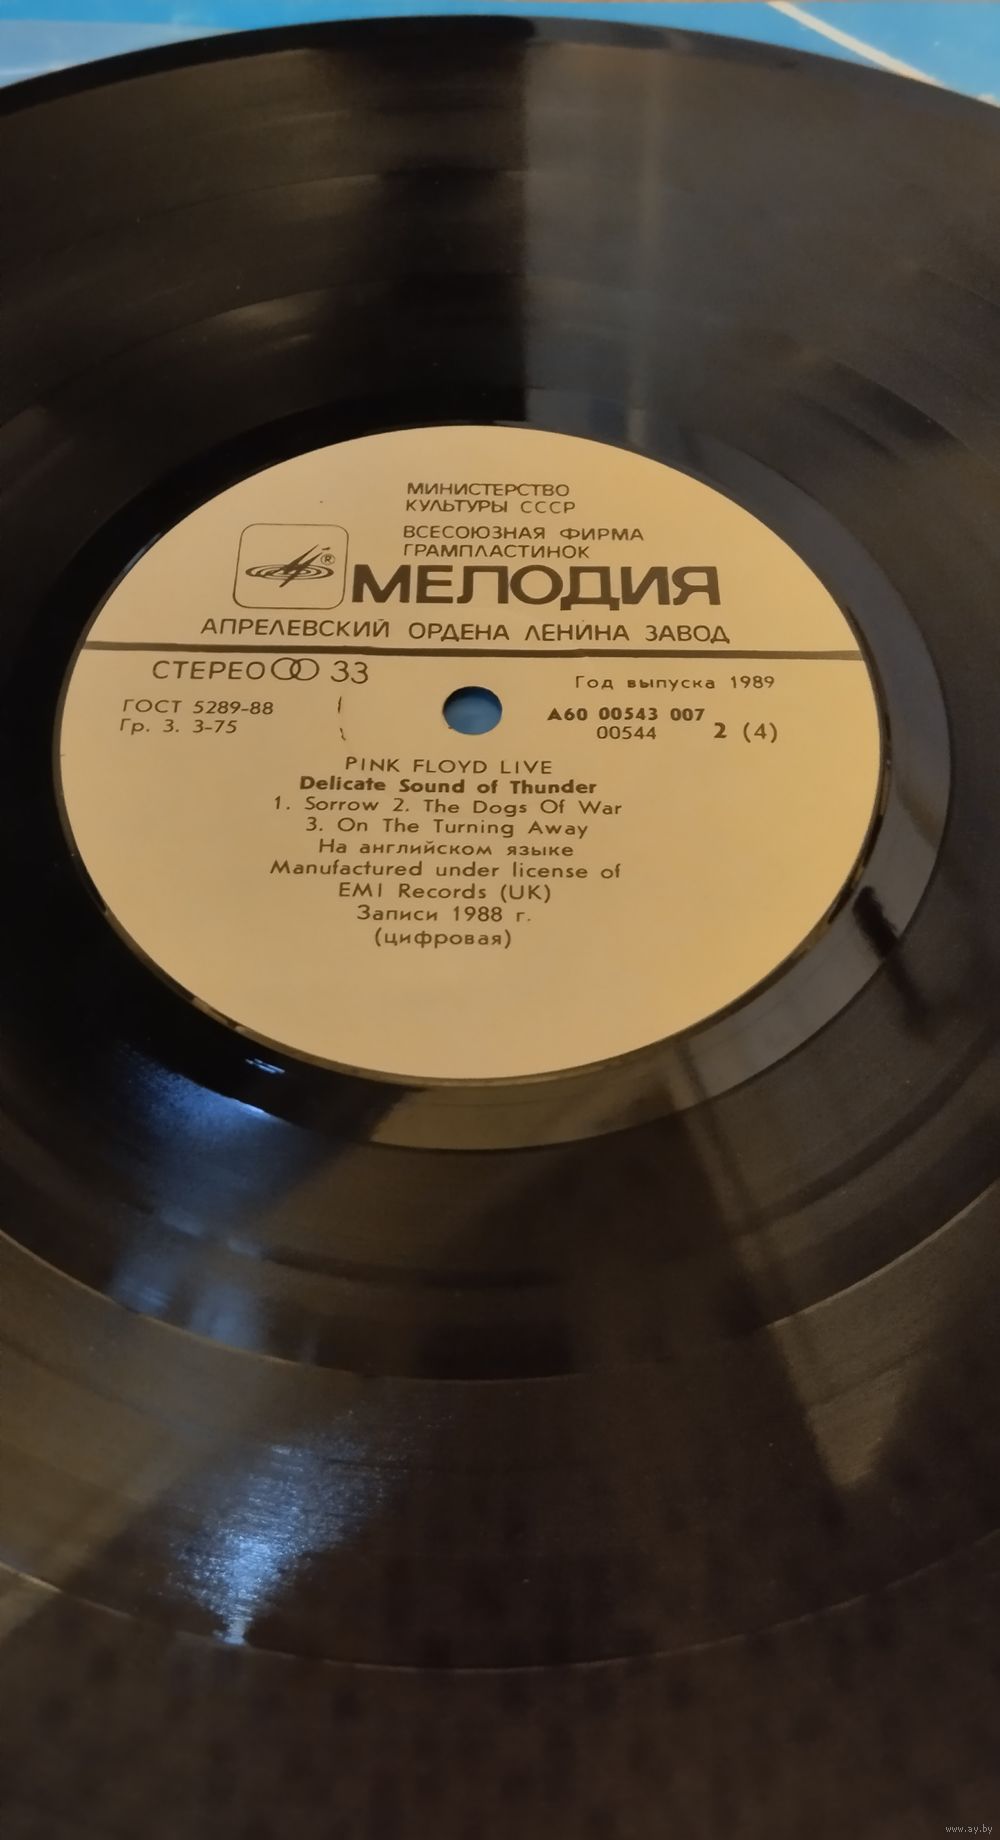 МИНИСТЕРСТВО
КУЛЬТУРЫ СССР
ВСЕСОЮЗНАЯ ФИРМА
ГРАМПЛАСТИНОК
®
МЕЛОДИЯ
АПРЕЛЕВСКИЙ ОРДЕНА ЛЕНИНА ЗАВОД
СТЕРЕО 33
Год выпуска 1989
ГОСТ 5289-88
Гр. 3. 3-75
А60 00543 007
00544 2 (4)
PINK FLOYD LIVE
Delicate Sound of Thunder
1. Sorrow 2. The Dogs Of War
3. On The Turning Away
На английском языке
Manufactured under license of
EMI Records (UK)
Записи 1988 г.
(цифровая)
www.ay.by